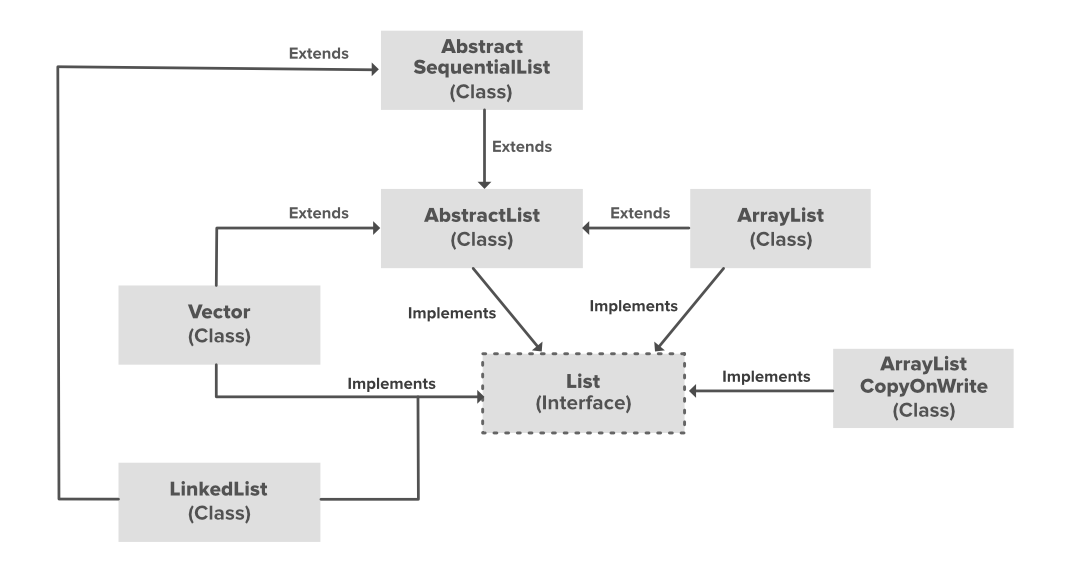 Extends
Abstract
SequentialList
(Class)
Extends
Extends
AbstractList
(Class)
Extends
ArrayList
(Class)
Vector
(Class)
Implements
Implements
Implements
List
(Interface)
Implements
ArrayList
CopyOnWrite
(Class)
LinkedList
(Class)